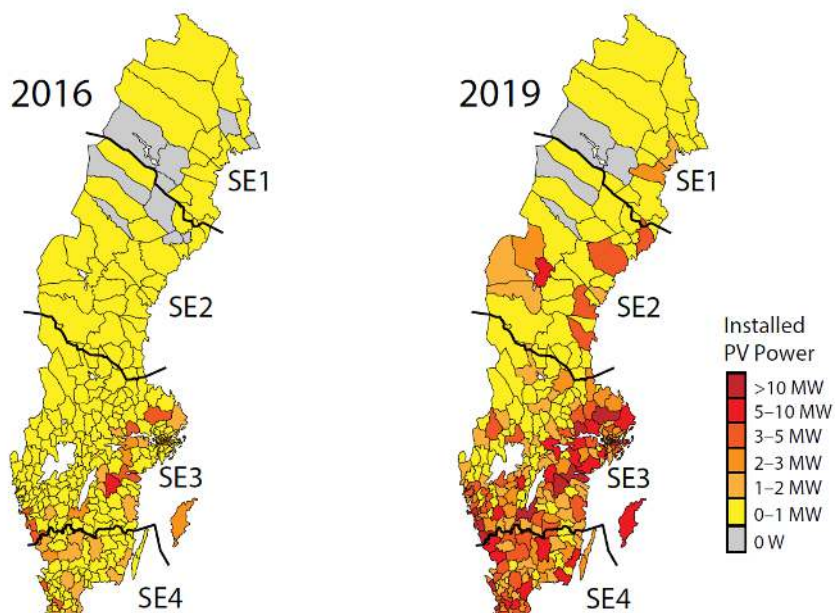 2016
SE1
SE2
SE3
SE4
2019
SE1
SE2
SE3
SE4
Installed
PV Power
>10 MW
5–10 MW
3–5 MW
2–3 MW
1–2 MW
0–1 MW
0 W